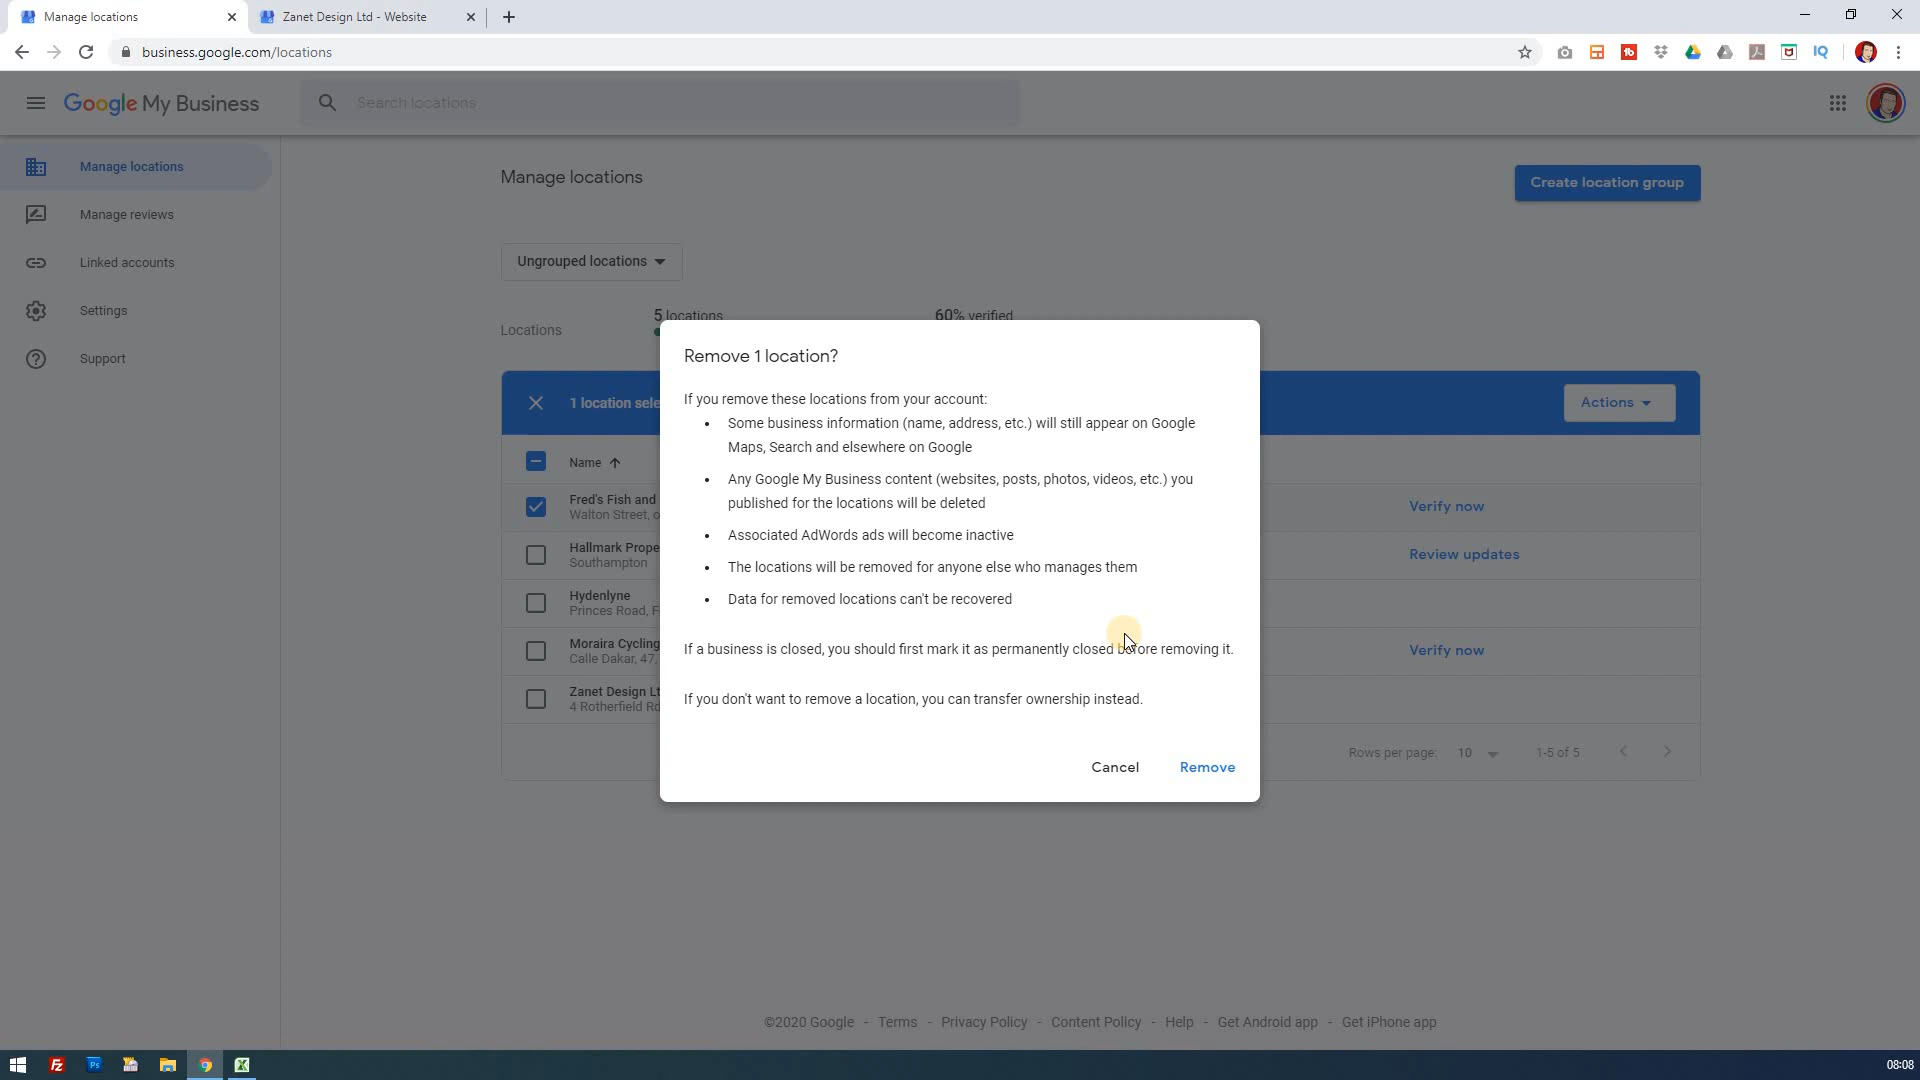 Manage locations
Zanet Design Ltd - Website
business.google.com/locations
Google My Business
Search locations
Manage locations
Manage reviews
Linked accounts
Settings
Support
Manage locations
Create location group
Ungrouped locations
Locations
5 locations
60% verified
1 location sele
Actions
Name
Fred's Fish and
Walton Street, o
Verify now
Hallmark Prope
Southampton
Review updates
Hydenlyne
Princes Road, F
Moraira Cycling
Calle Dakar, 47,
Verify now
Zanet Design Lt
4 Rotherfield Ro
Rows per page: 10
1-5 of 5
Remove 1 location?
If you remove these locations from your account:
• Some business information (name, address, etc.) will still appear on Google
Maps, Search and elsewhere on Google
• Any Google My Business content (websites, posts, photos, videos, etc.) you
published for the locations will be deleted
• Associated AdWords ads will become inactive
• The locations will be removed for anyone else who manages them
• Data for removed locations can't be recovered
If a business is closed, you should first mark it as permanently closed before removing it.
If you don't want to remove a location, you can transfer ownership instead.
Cancel
Remove
©2020 Google - Terms - Privacy Policy - Content Policy - Help - Get Android app - Get iPhone app
Fz
Ps
08:08